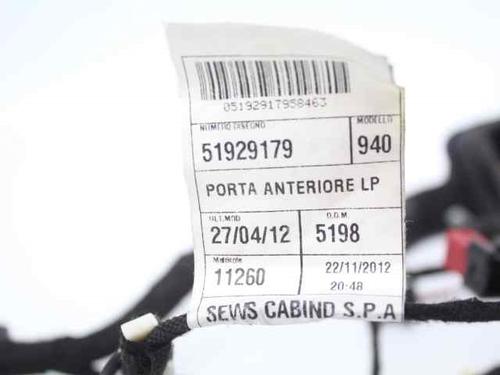 05192917958463
NUMERO DISEGNO MODELLO
51929179 940
PORTA ANTERIORE LP
ULT.MOD O.D.M
27/04/12 5198
Matricola
11260 22/11/2012
20:48
SEWS CABIND S.P.A